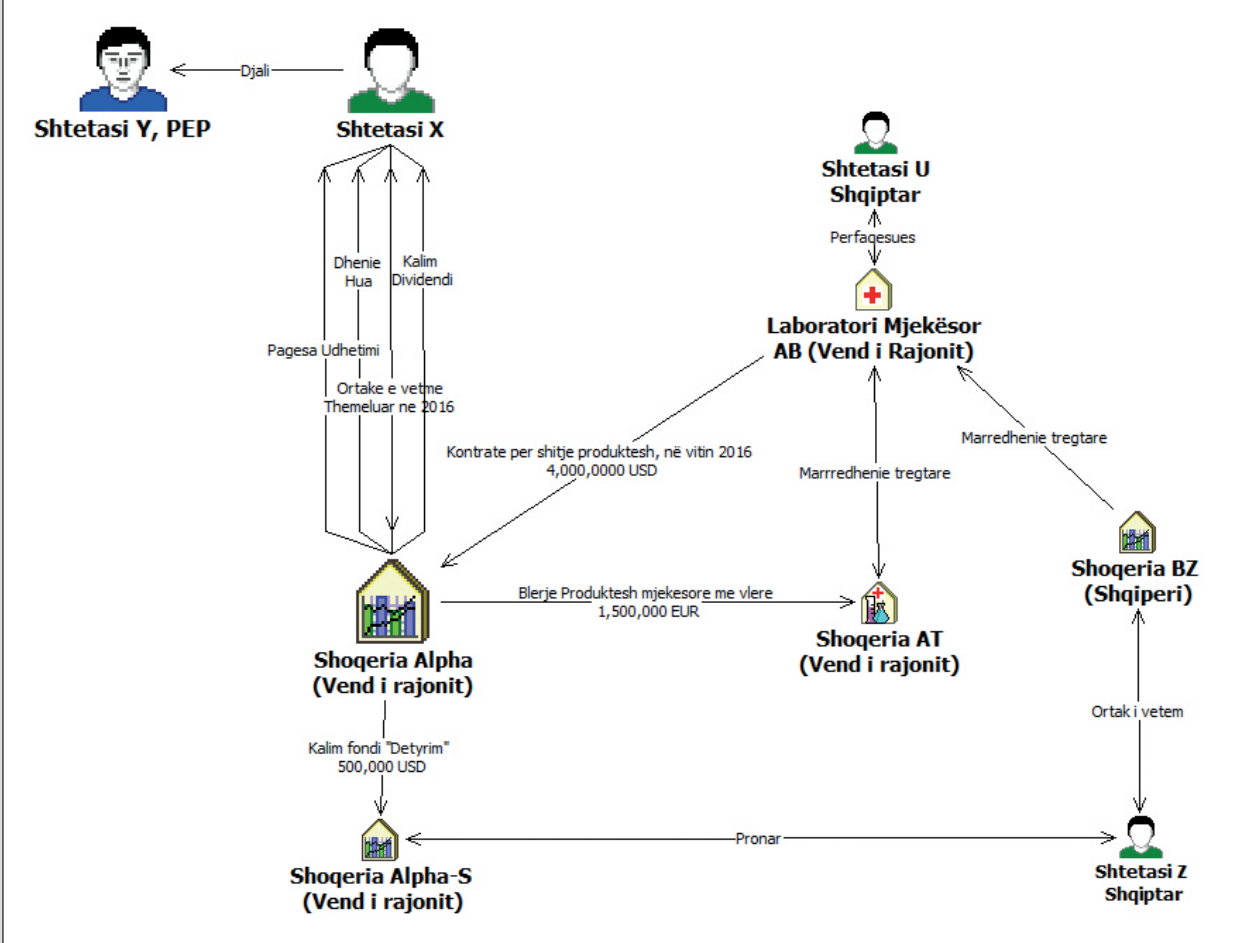 Djali
Shtetasi Y, PEP
Shtetasi X
Shtetasi U
Shqiptar
Perfaqesues
Dhenie
Hua
Kalim
Dividendi
Laboratori Mjekësor
AB (Vend i Rajonit)
Pagesa Udhetimi
Ortake e vetme
Themeluar ne 2016
Kontrate per shitje produktesh, në vitin 2016
4,000,0000 USD
Marredhenie tregtare
Marrredhenie tregtare
Shoqeria BZ
(Shqiperi)
Blerje Produktesh mjekesore me vlere
1,500,000 EUR
Shoqeria Alpha
(Vend i rajonit)
Shoqeria AT
(Vend i rajonit)
Ortak i vetem
Kalim fondi "Detyrim"
500,000 USD
Pronar
Shoqeria Alpha-S
(Vend i rajonit)
Shtetasi Z
Shqiptar